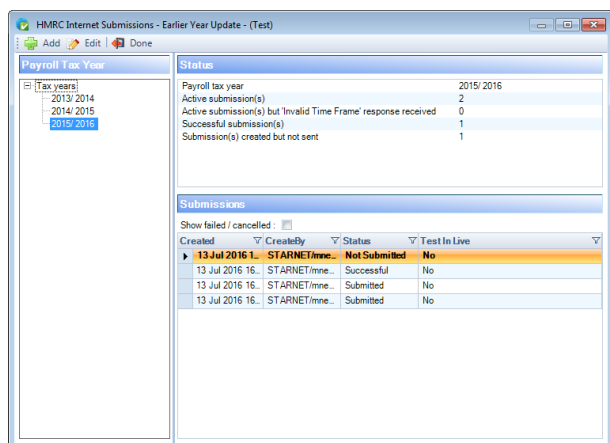 HMRC Internet Submissions - Earlier Year Update - (Test)
Add Edit Done
Payroll Tax Year
Tax years
2013/ 2014
2014/ 2015
2015/ 2016
Status
Payroll tax year 2015/ 2016
Active submission(s) 2
Active submission(s) but 'Invalid Time Frame' response received 0
Successful submission(s) 1
Submission(s) created but not sent 1
Submissions
Show failed / cancelled :
Created CreateBy Status Test In Live
13 Jul 2016 1... STARNET/mne... Not Submitted No
13 Jul 2016 16... STARNET/mne... Successful No
13 Jul 2016 16... STARNET/mne... Submitted No
13 Jul 2016 16... STARNET/mne... Submitted No